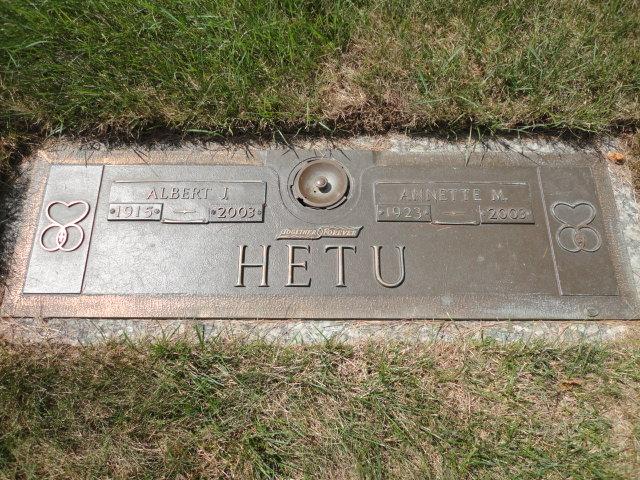 ALBERT J.
1915 2003
ANNETTE M.
1923 2003
TOGETHER FOREVER
HETU